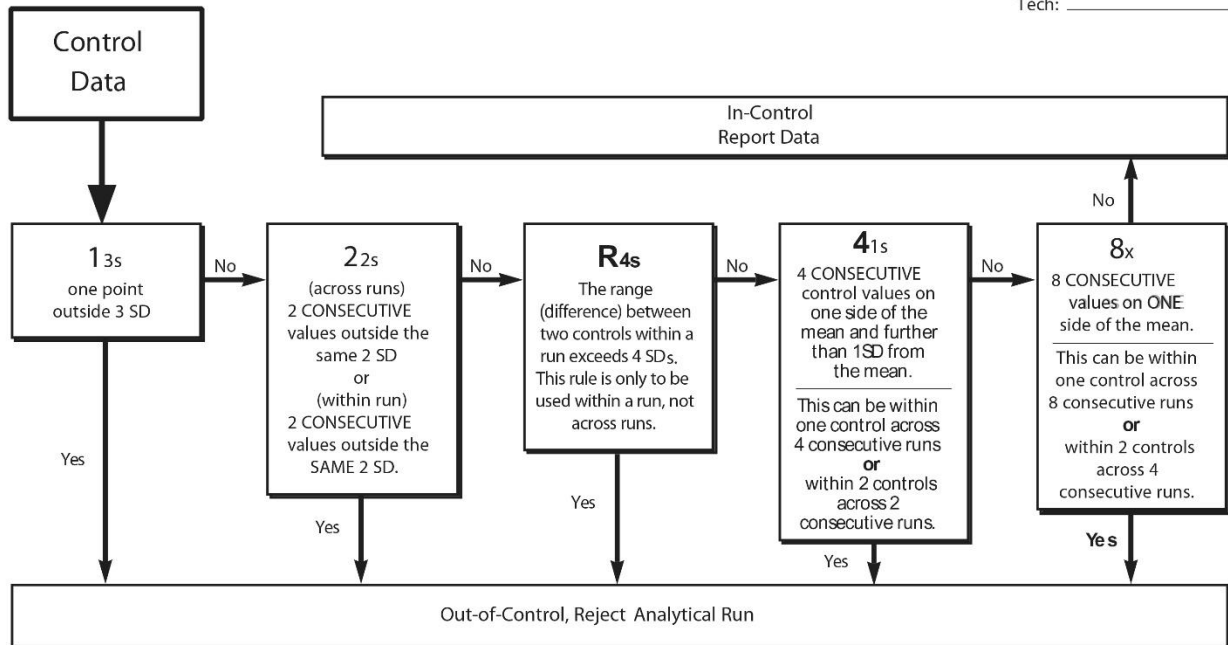 Tech:
Control
Data
In-Control
Report Data
No
13s
one point
outside 3 SD
No
22s
(across runs)
2 CONSECUTIVE
values outside the
same 2 SD
or
(within run)
2 CONSECUTIVE
values outside the
SAME 2 SD.
No
R4s
The range
(difference) between
two controls within a
run exceeds 4 SDs.
This rule is only to be
used within a run, not
across runs.
No
41s
4 CONSECUTIVE
control values on
one side of the
mean and further
than 1SD from
the mean.
This can be within
one control across
4 consecutive runs
or
within 2 controls
across 2
consecutive runs.
No
8x
8 CONSECUTIVE
values on ONE
side of the mean.
This can be within
one control across
8 consecutive runs
or
within 2 controls
across 4
consecutive runs.
Yes
Yes
Yes
Yes
Yes
Out-of-Control, Reject Analytical Run